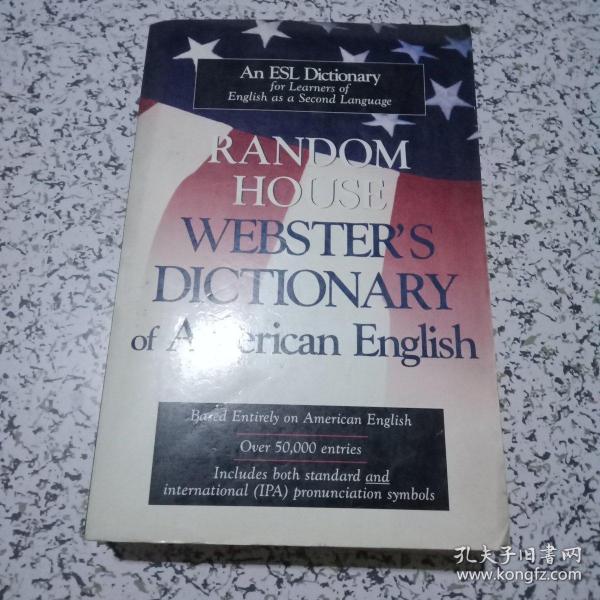 An ESL Dictionary
for Learners of
English as a Second Language
RANDOM
HOUSE
WEBSTER'S
DICTIONARY
of American English
Based Entirely on American English
Over 50,000 entries
Includes both standard and
international (IPA) pronunciation symbols
孔夫子旧书网
www.kongfz.com